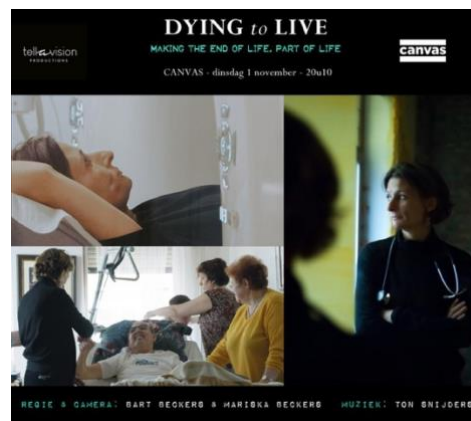 DYING to LIVE
tellavision
PRODUCTIONS
MAKING THE END OF LIFE, PART OF LIFE
canvas
CANVAS - dinsdag 1 november - 20u10
REGIE & CAMERA: BART BECKERS & MARISKA BECKERS MUZIEK: TON SNIJDERS